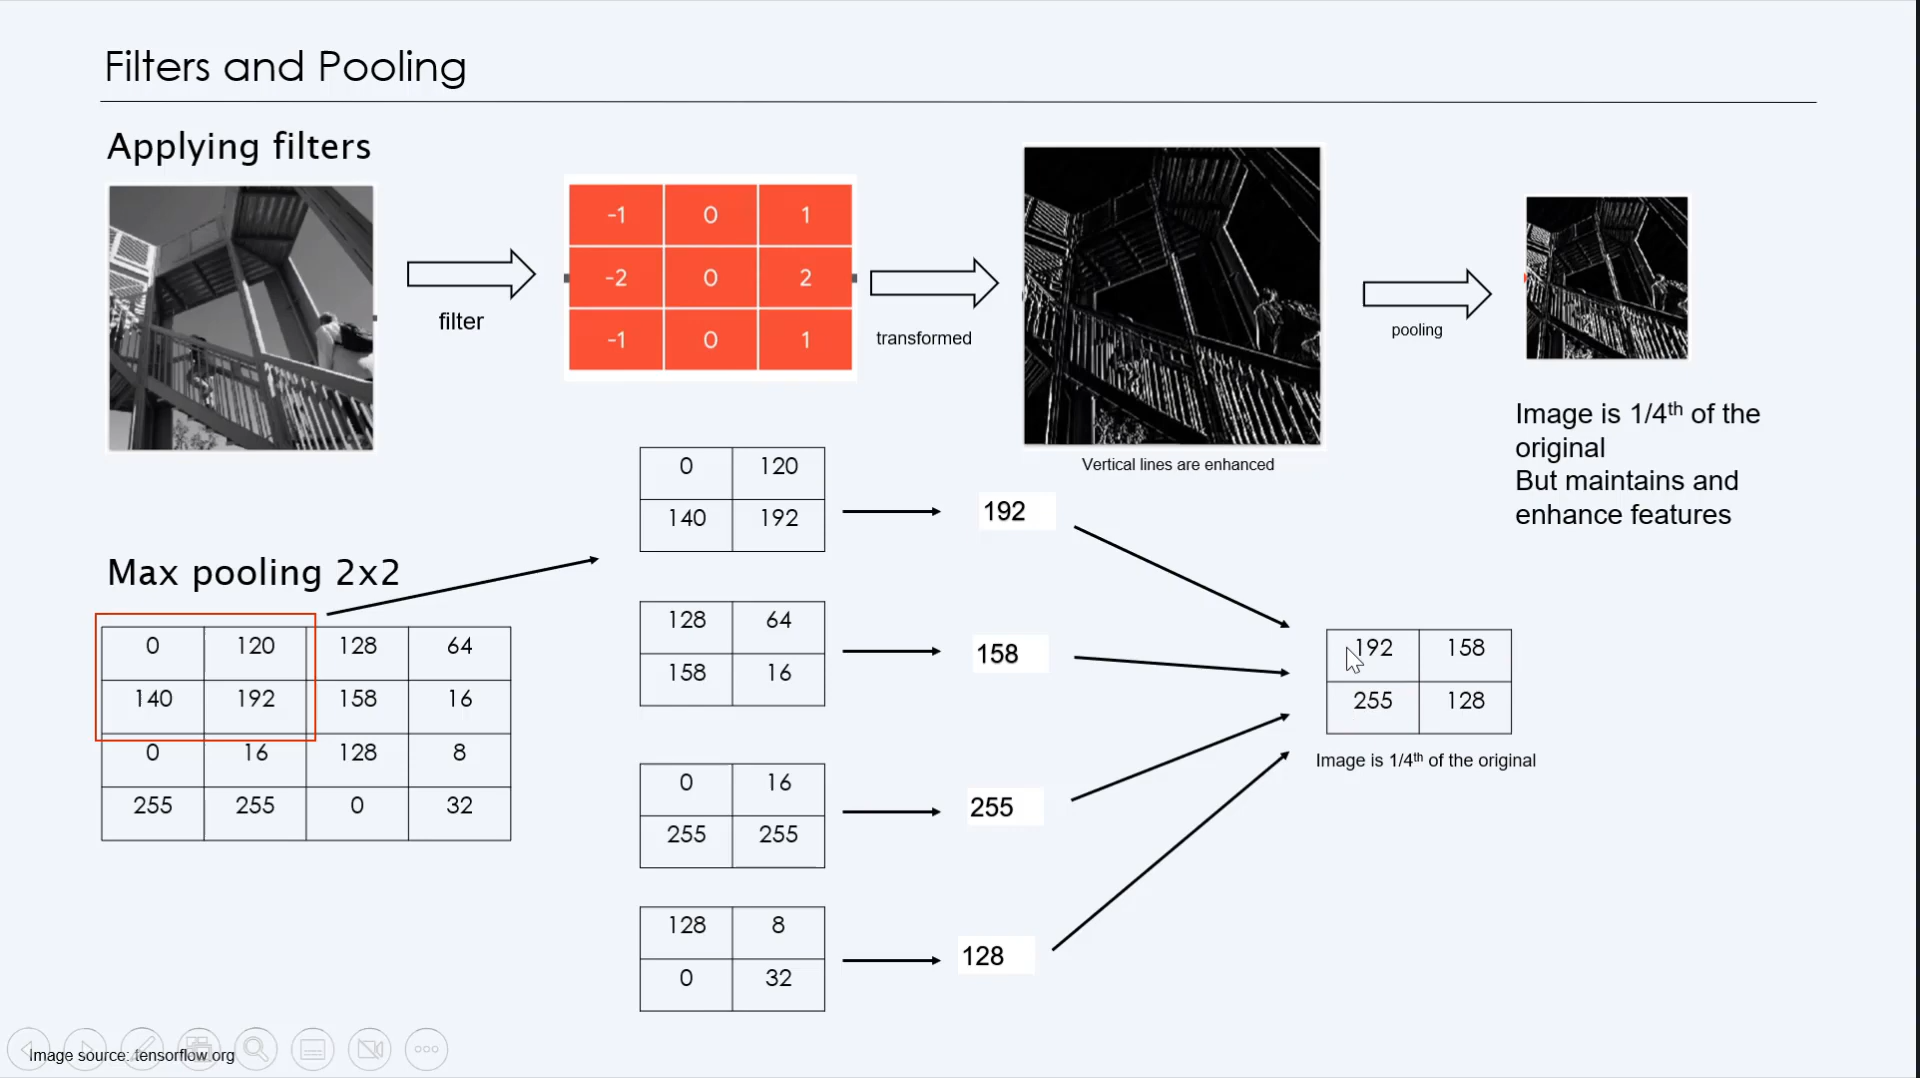 Filters and Pooling
Applying filters
filter
-1 0 1
-2 0 2
-1 0 1
transformed
Vertical lines are enhanced
pooling
Image is 1/4th of the
original
But maintains and
enhance features
Max pooling 2x2
0 120 128 64
140 192 158 16
0 16 128 8
255 255 0 32
0 120
140 192
192
128 64
158 16
158
0 16
255 255
255
128 8
0 32
128
192 158
255 128
Image is 1/4th of the original
Image source: tensorflow.org